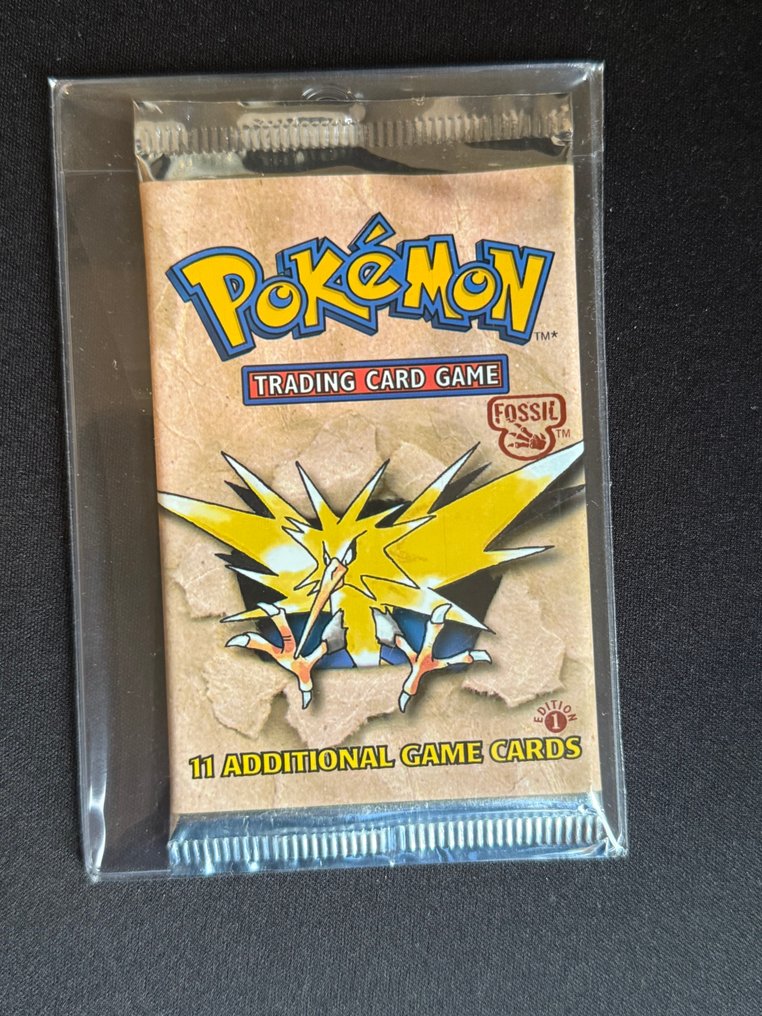 POKéMON
TM*
TRADING CARD GAME
FOSSIL
TM
EDITION
1
11 ADDITIONAL GAME CARDS